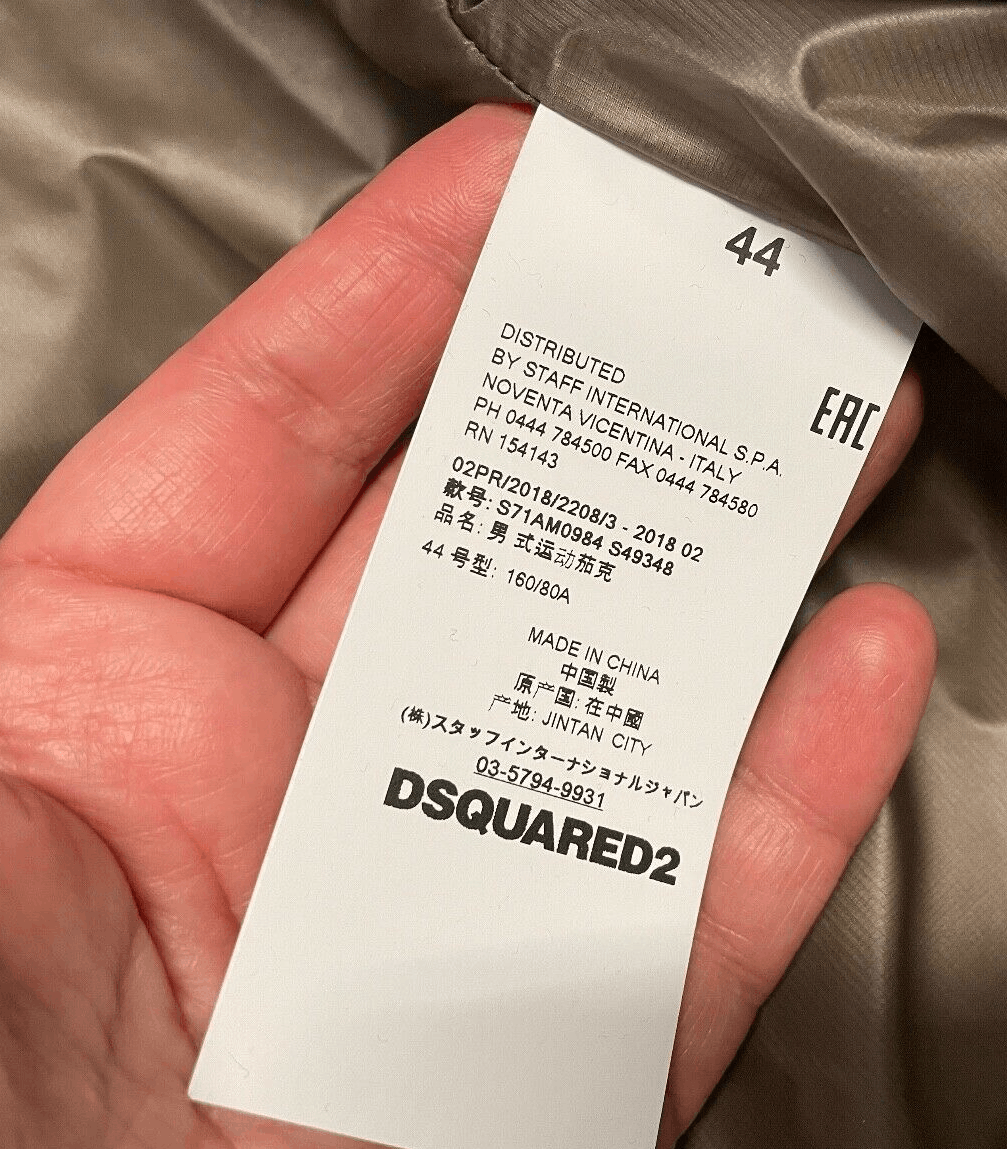 44
EAC
DISTRIBUTED
BY STAFF INTERNATIONAL S.P.A.
NOVENTA VICENTINA - ITALY
PH 0444 784500 FAX 0444 784580
RN 154143
02PR/2018/2208/3 - 2018 02
款号: S71AM0984 S49348
品名: 男 式运动茄克
44 号型: 160/80A
MADE IN CHINA
中国製
原产国: 在中國
产地: JINTAN CITY
(株)スタッフインターナショナルジャパン
03-5794-9931
DSQUARED2